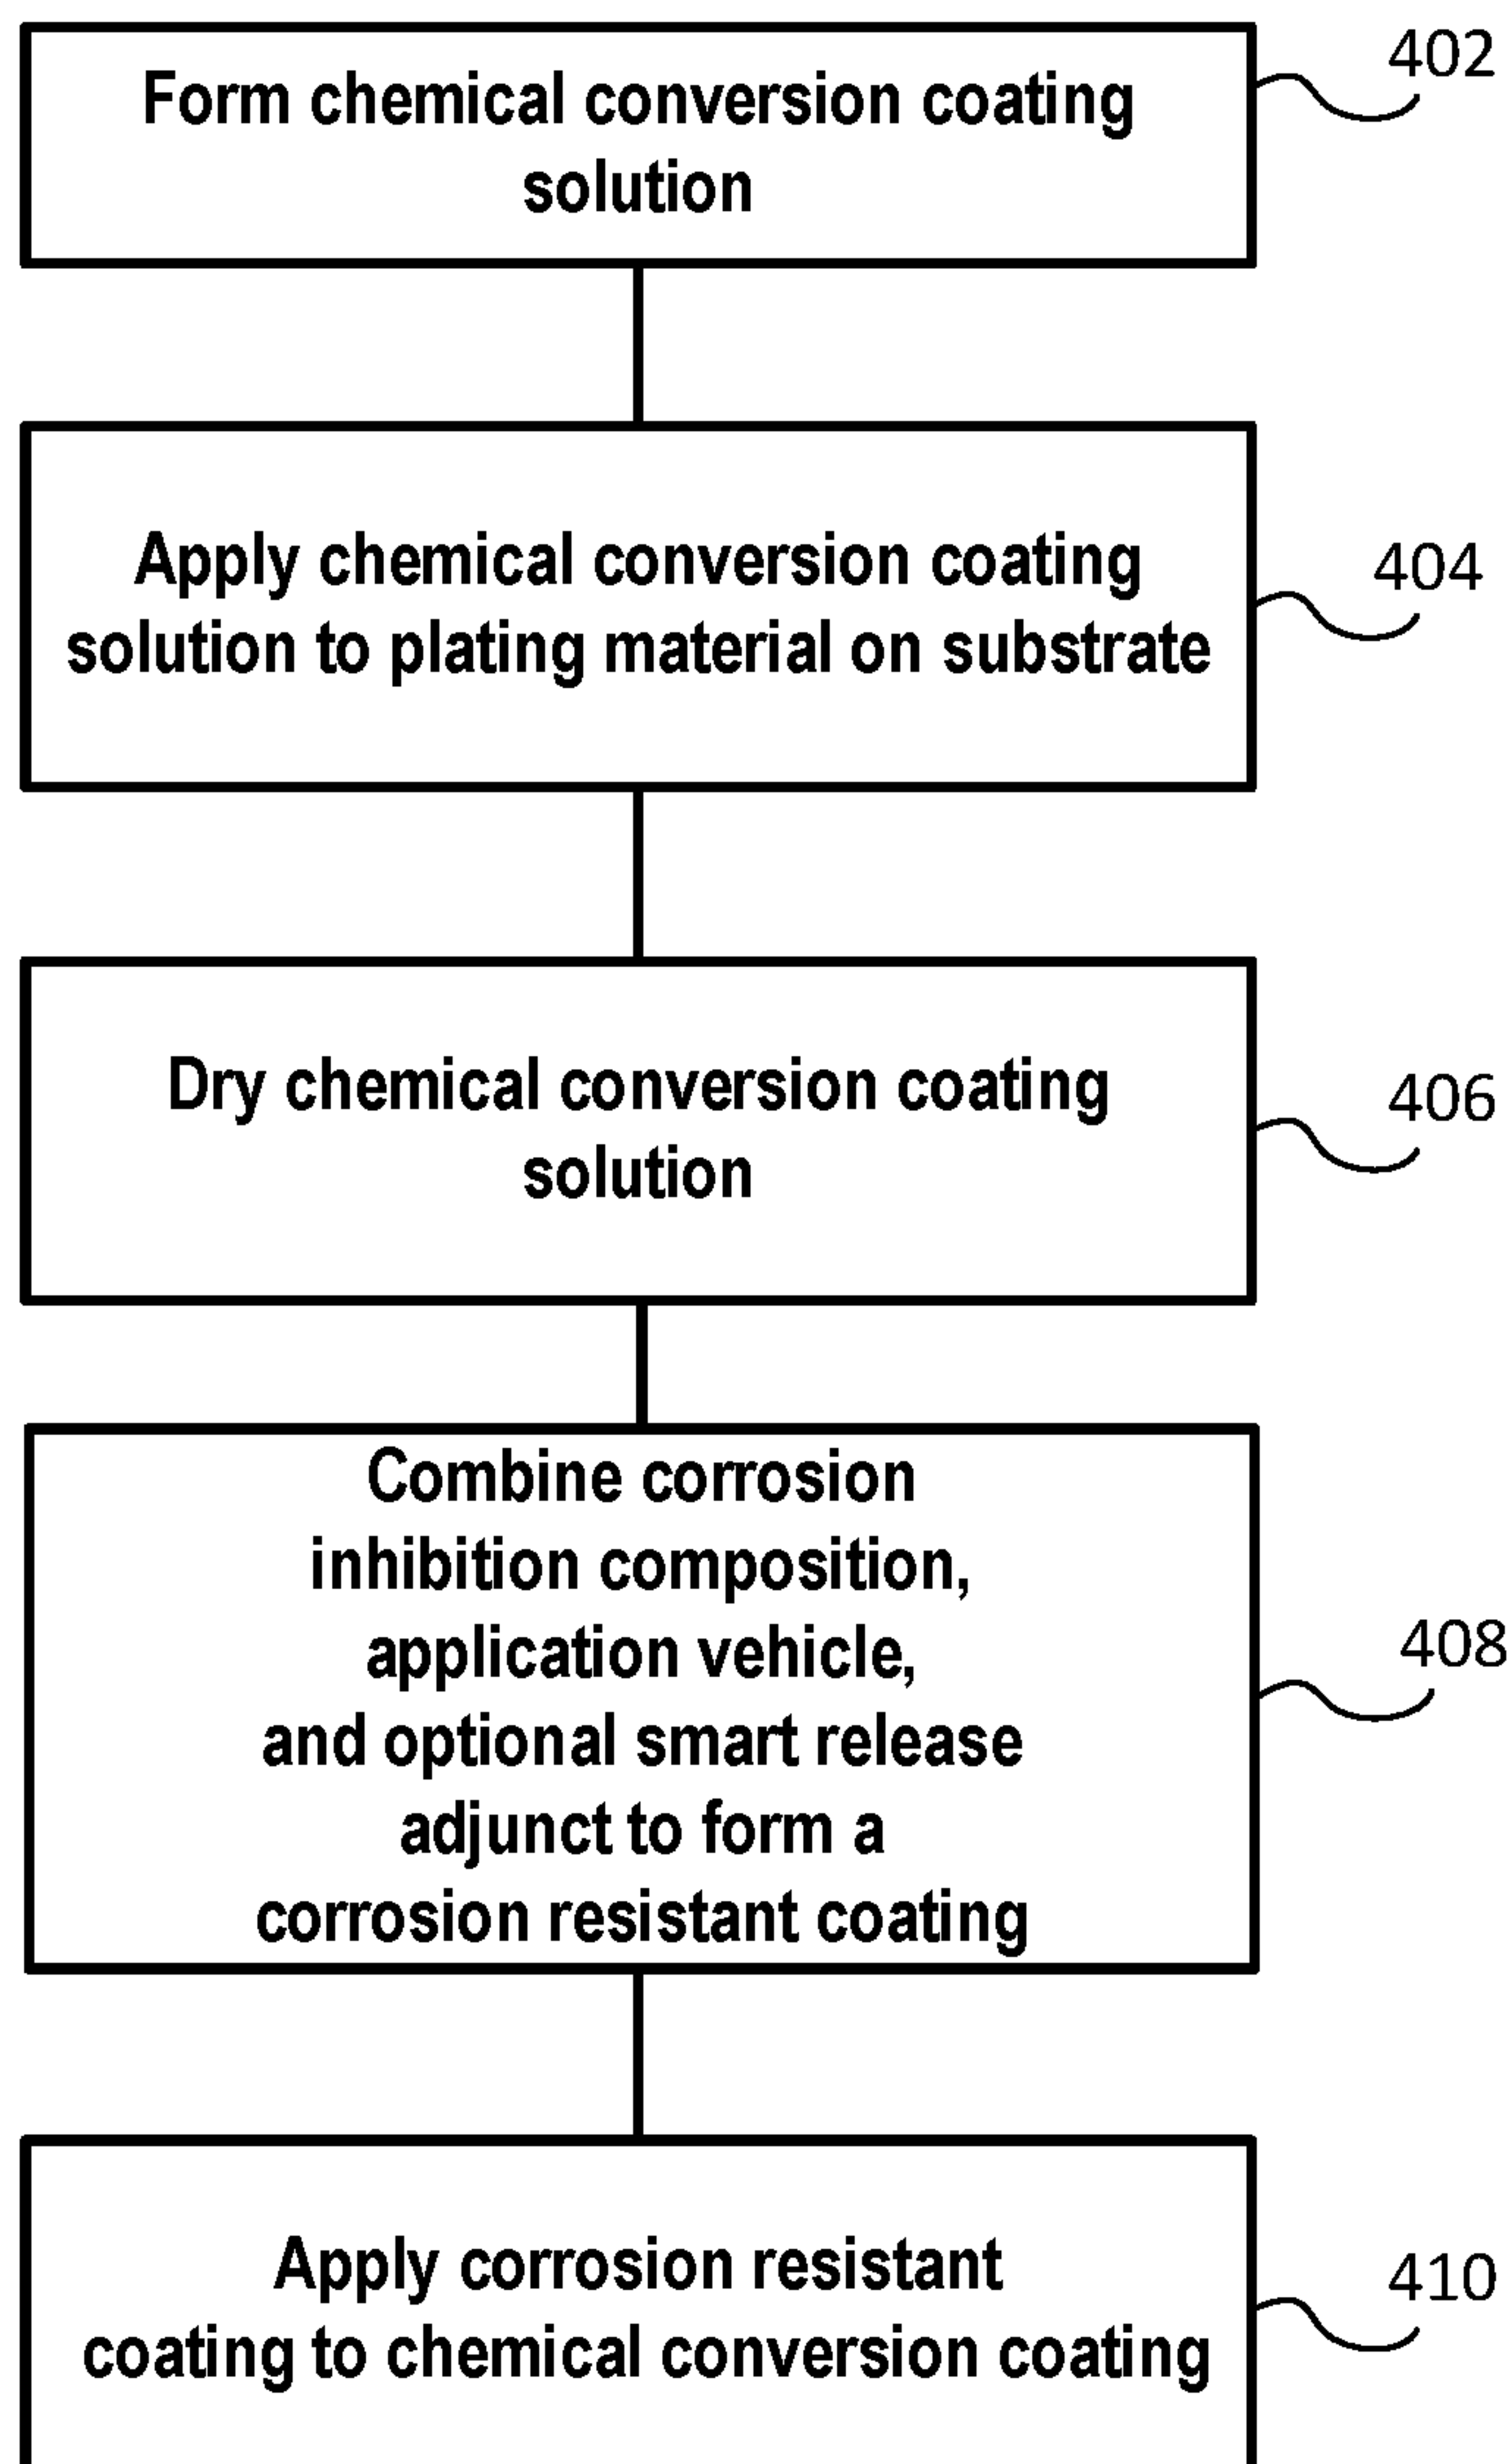 Form chemical conversion coating
solution
402
Apply chemical conversion coating
solution to plating material on substrate
404
Dry chemical conversion coating
solution
406
Combine corrosion
inhibition composition,
application vehicle,
and optional smart release
adjunct to form a
corrosion resistant coating
408
Apply corrosion resistant
coating to chemical conversion coating
410